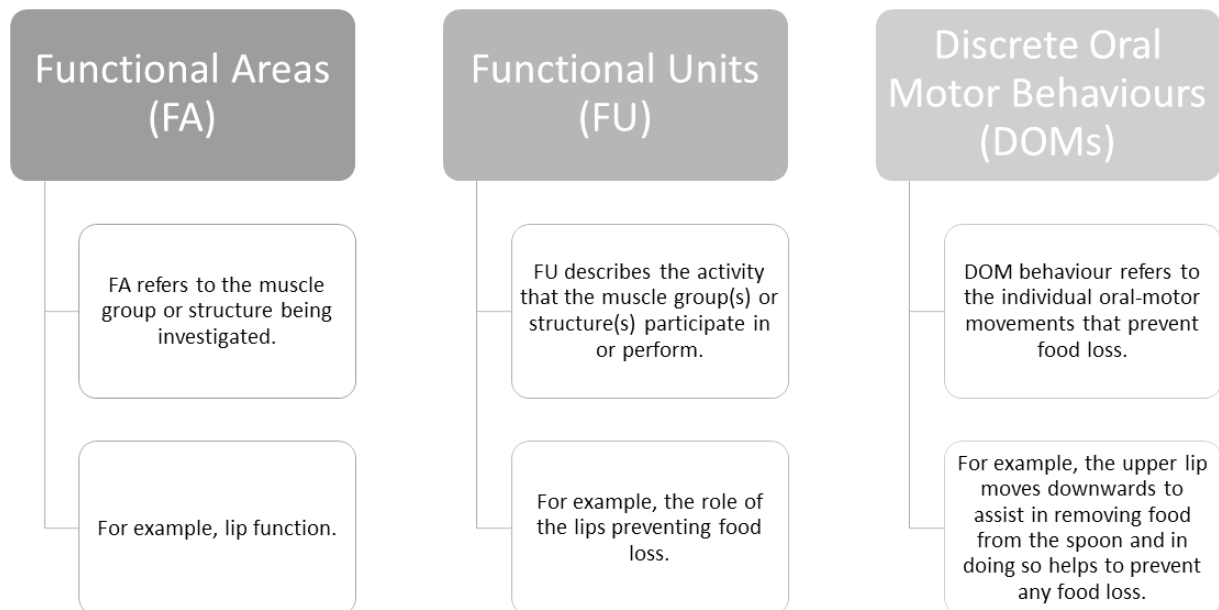 Functional Areas
(FA)
FA refers to the muscle
group or structure being
investigated.
For example, lip function.
Functional Units
(FU)
FU describes the activity
that the muscle group(s) or
structure(s) participate in
or perform.
For example, the role of
the lips preventing food
loss.
Discrete Oral
Motor Behaviours
(DOMs)
DOM behaviour refers to
the individual oral-motor
movements that prevent
food loss.
For example, the upper lip
moves downwards to
assist in removing food
from the spoon and in
doing so helps to prevent
any food loss.